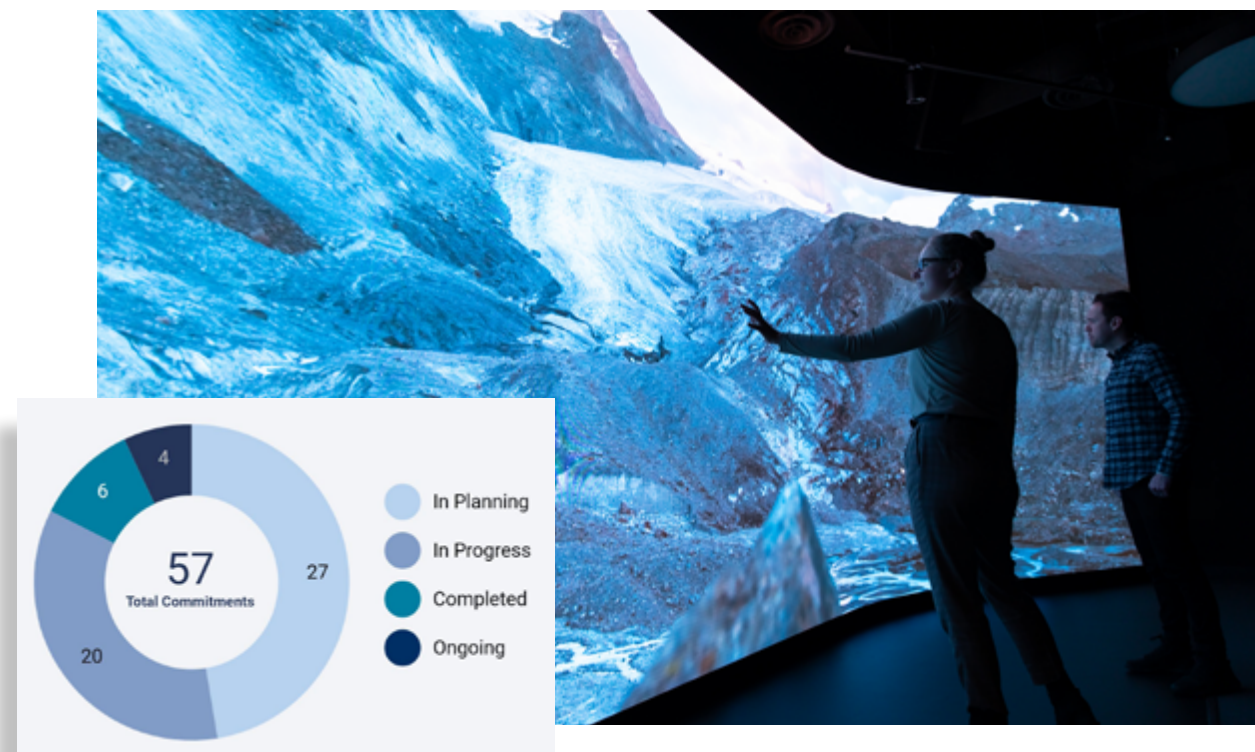 4
6
57
Total Commitments
27
20
In Planning
In Progress
Completed
Ongoing